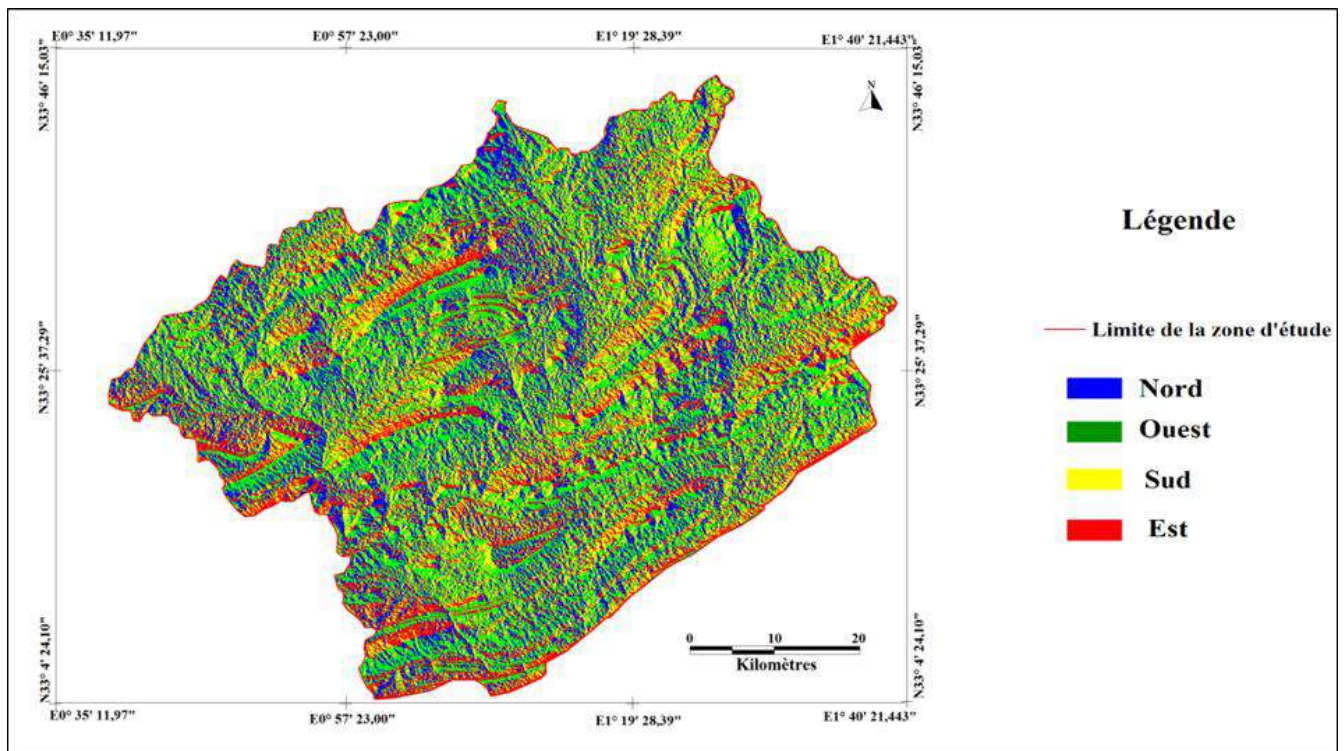 E0° 35' 11,97"
E0° 57' 23,00"
E1° 19' 28,39"
E1° 40' 21,443"
N33° 46' 15,03"
N33° 46' 15,03"
N
Légende
Limite de la zone d'étude
N33° 25' 37,29"
N33° 25' 37,29"
Nord
Ouest
Sud
Est
N33° 4' 24,10"
N33° 4' 24,10"
0 10 20
Kilomètres
E0° 35' 11,97"
E0° 57' 23,00"
E1° 19' 28,39"
E1° 40' 21,443"